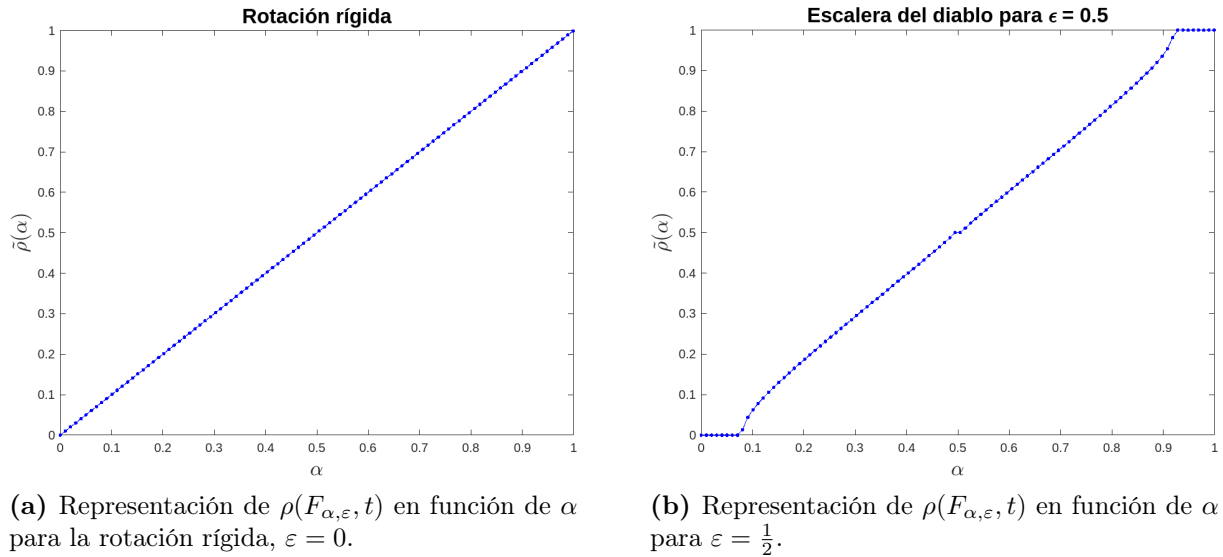 Rotación rígida
1
0.9
0.8
0.7
0.6
0.5
0.4
0.3
0.2
0.1
0
ρ̃(α)
0 0.1 0.2 0.3 0.4 0.5 0.6 0.7 0.8 0.9 1
α
(a) Representación de ρ(Fα,ε, t) en función de α
para la rotación rígida, ε = 0.
Escalera del diablo para ϵ = 0.5
1
0.9
0.8
0.7
0.6
0.5
0.4
0.3
0.2
0.1
0
ρ̃(α)
0 0.1 0.2 0.3 0.4 0.5 0.6 0.7 0.8 0.9 1
α
(b) Representación de ρ(Fα,ε, t) en función de α
para ε = 1/2.